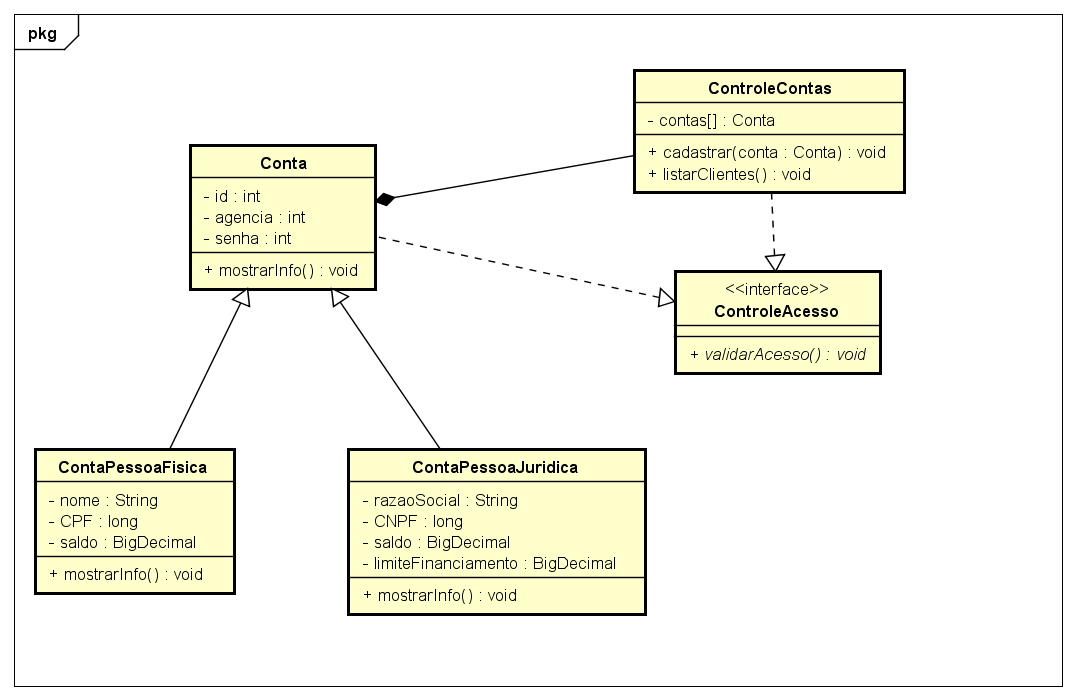 pkg
ControleContas
- contas[] : Conta
+ cadastrar(conta : Conta) : void
+ listarClientes() : void
Conta
- id : int
- agencia : int
- senha : int
+ mostrarInfo() : void
<<interface>>
ControleAcesso
+ validarAcesso() : void
ContaPessoaFisica
- nome : String
- CPF : long
- saldo : BigDecimal
+ mostrarInfo() : void
ContaPessoaJuridica
- razaoSocial : String
- CNPF : long
- saldo : BigDecimal
- limiteFinanciamento : BigDecimal
+ mostrarInfo() : void